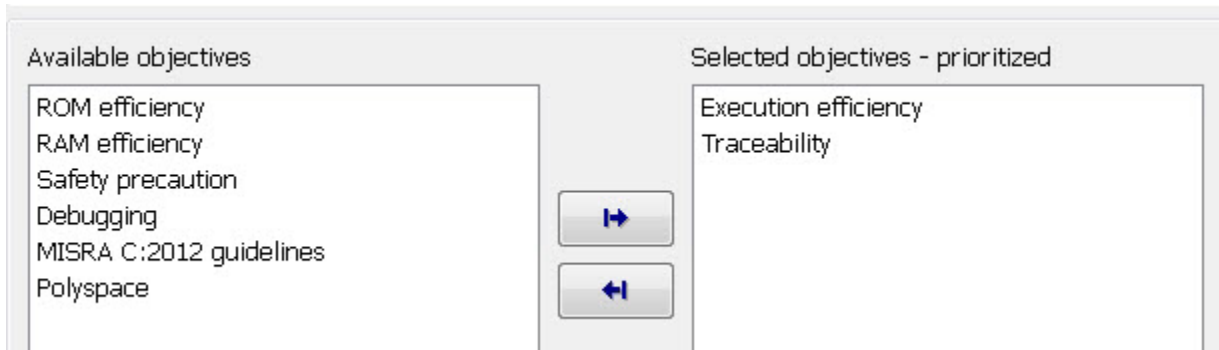 Available objectives
ROM efficiency
RAM efficiency
Safety precaution
Debugging
MISRA C:2012 guidelines
Polyspace
Selected objectives - prioritized
Execution efficiency
Traceability